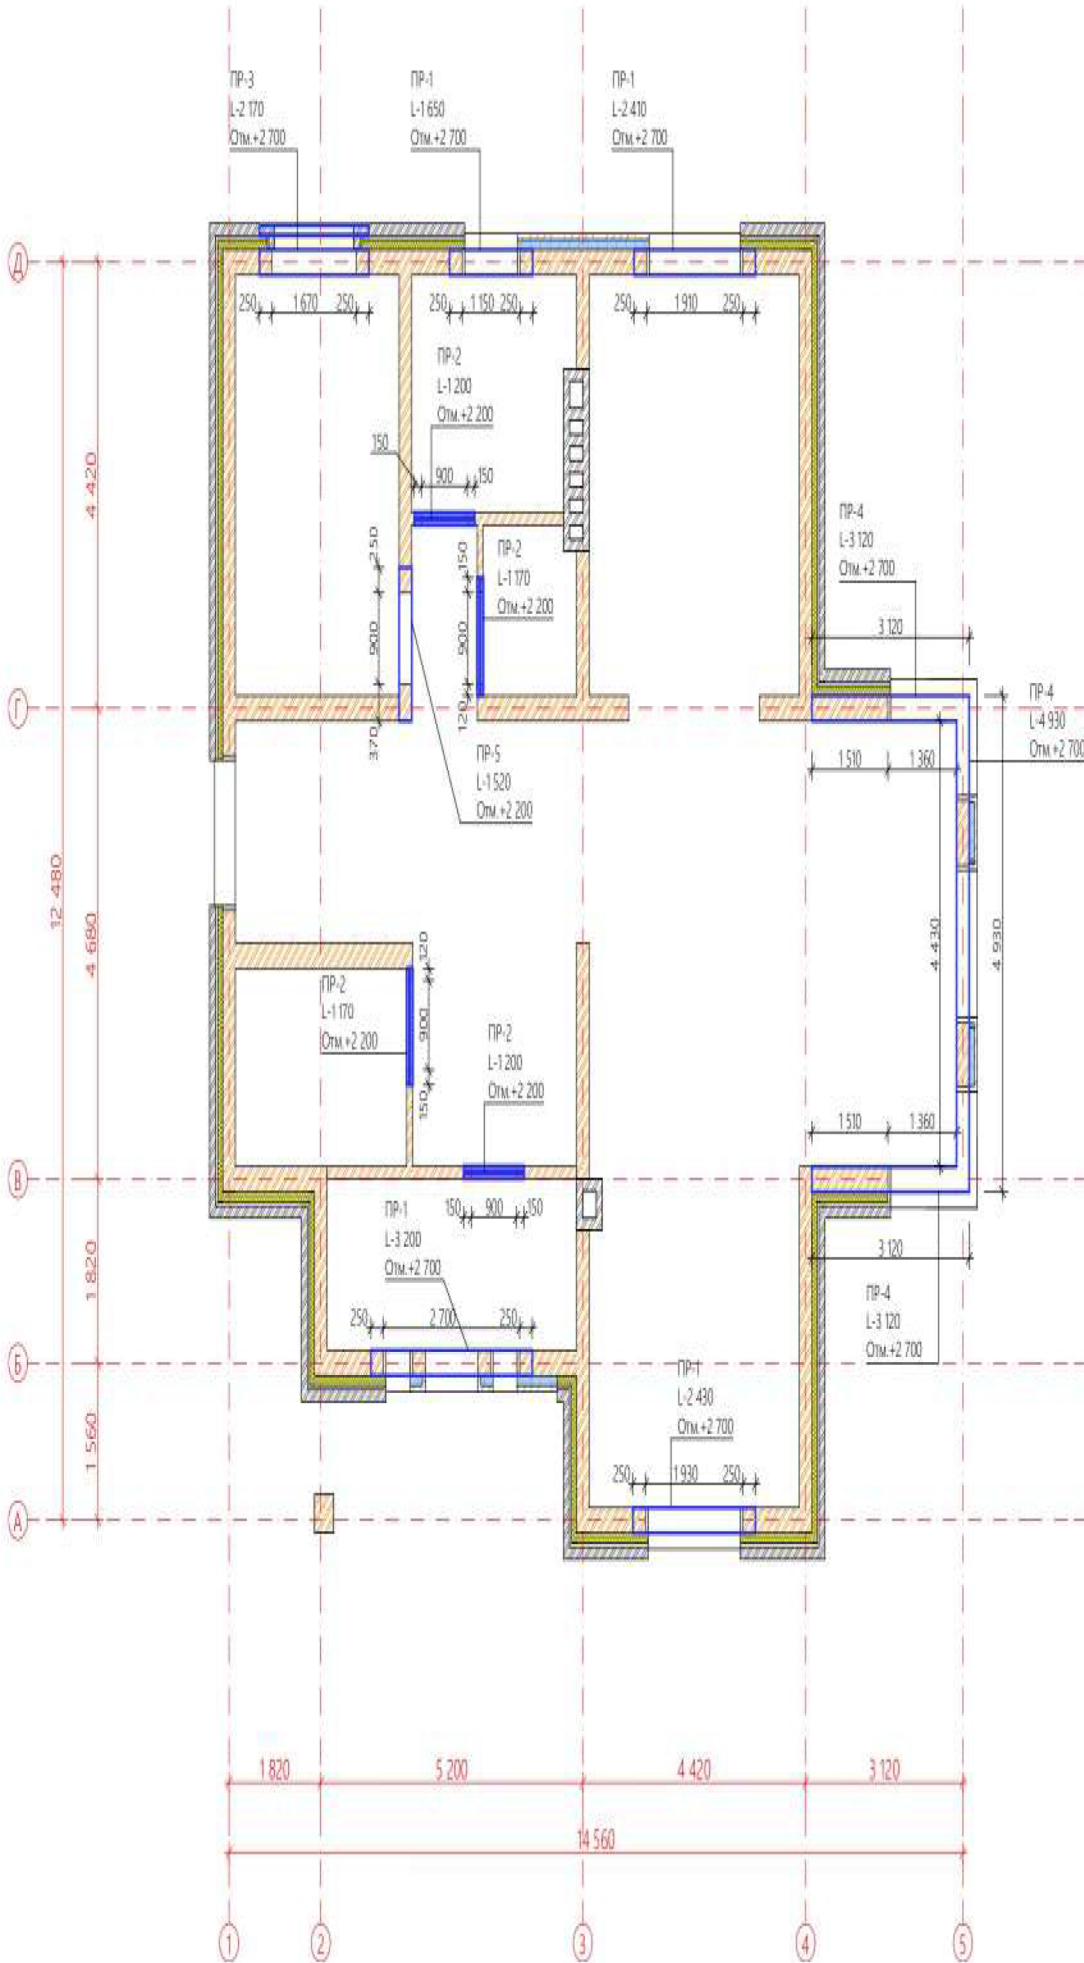 ПР-3
L-2 170
Отм.+2 700
ПР-1
L-1 650
Отм.+2 700
ПР-1
L-2 410
Отм.+2 700
Д
250
1 670
250
250
1 150
250
250
1 910
250
ПР-2
L-1 200
Отм.+2 200
150
900
150
4 420
ПР-4
L-3 120
Отм.+2 700
250
900
370
150
900
120
ПР-2
L-1 170
Отм.+2 200
3 120
Г
ПР-4
L-4 930
Отм.+2 700
ПР-5
L-1 520
Отм.+2 200
1 510
1 360
12 480
4 680
4 430
4 930
120
900
150
ПР-2
L-1 170
Отм.+2 200
ПР-2
L-1 200
Отм.+2 200
1 510
1 360
В
150
900
150
ПР-1
L-3 200
Отм.+2 700
3 120
1 820
ПР-4
L-3 120
Отм.+2 700
250
2 700
250
Б
ПР-1
L-2 430
Отм.+2 700
1 560
250
1 930
250
А
1 820
5 200
4 420
3 120
14 560
1
2
3
4
5